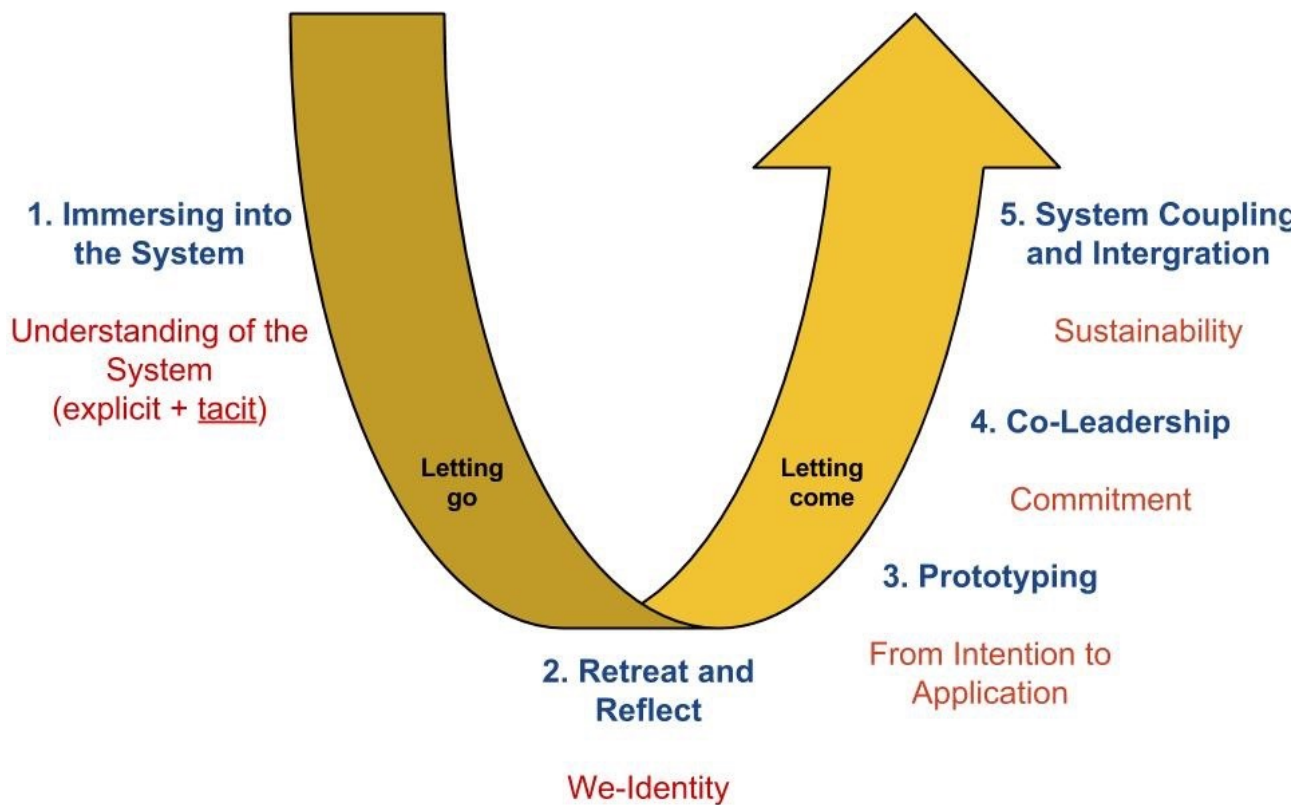 1. Immersing into
the System
Understanding of the
System
(explicit + tacit)
Letting
go
2. Retreat and
Reflect
We-Identity
Letting
come
3. Prototyping
From Intention to
Application
4. Co-Leadership
Commitment
5. System Coupling
and Intergration
Sustainability